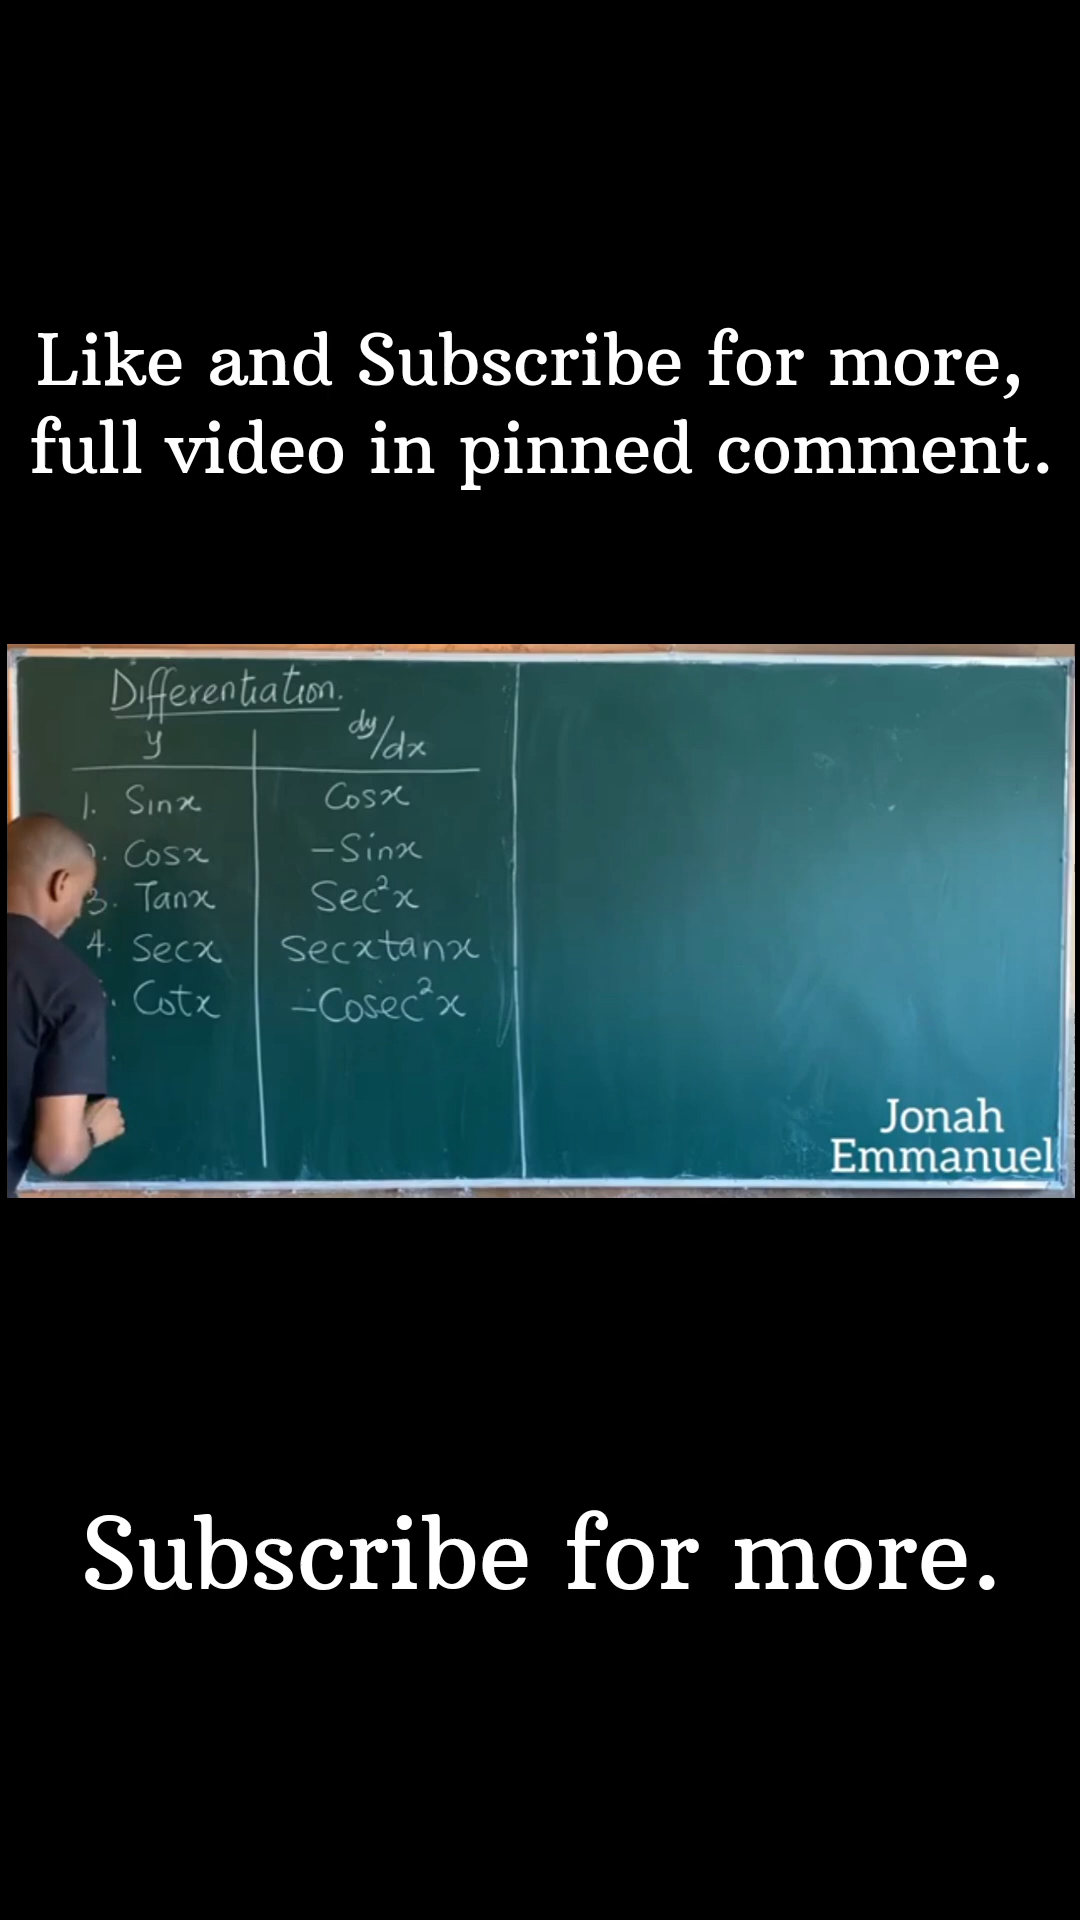 Like and Subscribe for more,
full video in pinned comment.
Differentiation.
y dy/dx
1. Sinx Cosx
. Cosx -Sinx
3. Tanx Sec²x
4. Secx secxtanx
. Cotx -Cosec²x
.
Jonah
Emmanuel
Subscribe for more.